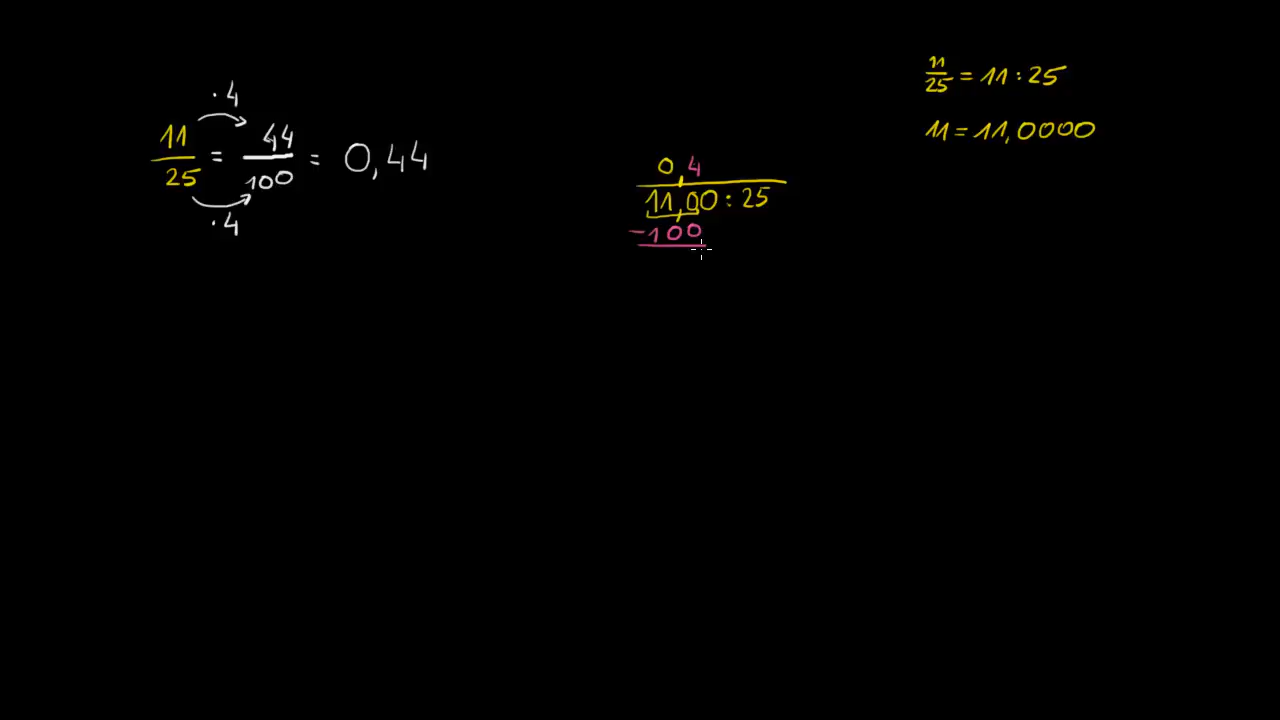 ·4
11/25 = 44/100 = 0,44
·4
0,4
11,00 : 25
-100
11/25 = 11 : 25
11 = 11,0000